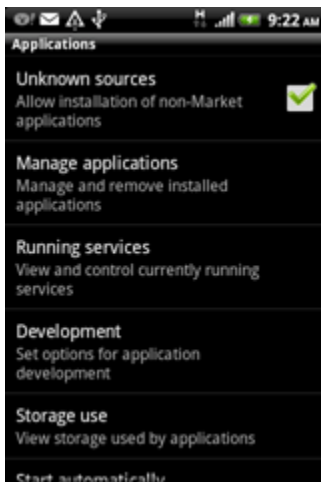 H 9:22 AM
Applications
Unknown sources
Allow installation of non-Market
applications
Manage applications
Manage and remove installed
applications
Running services
View and control currently running
services
Development
Set options for application
development
Storage use
View storage used by applications
Start automatically